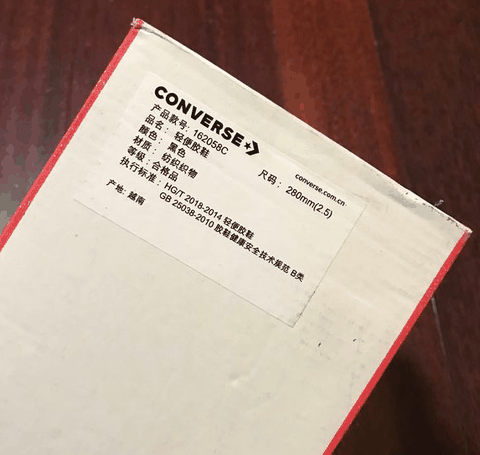 CONVERSE
converse.com.cn
产品款号: 162058C
尺码: 280mm(2.5)
品名: 轻便胶鞋
颜色: 黑色
材质: 纺织织物
等级: 合格品
执行标准: HG/T 2018-2014 轻便胶鞋
GB 25038-2010 胶鞋健康安全技术规范 B类
产地: 越南